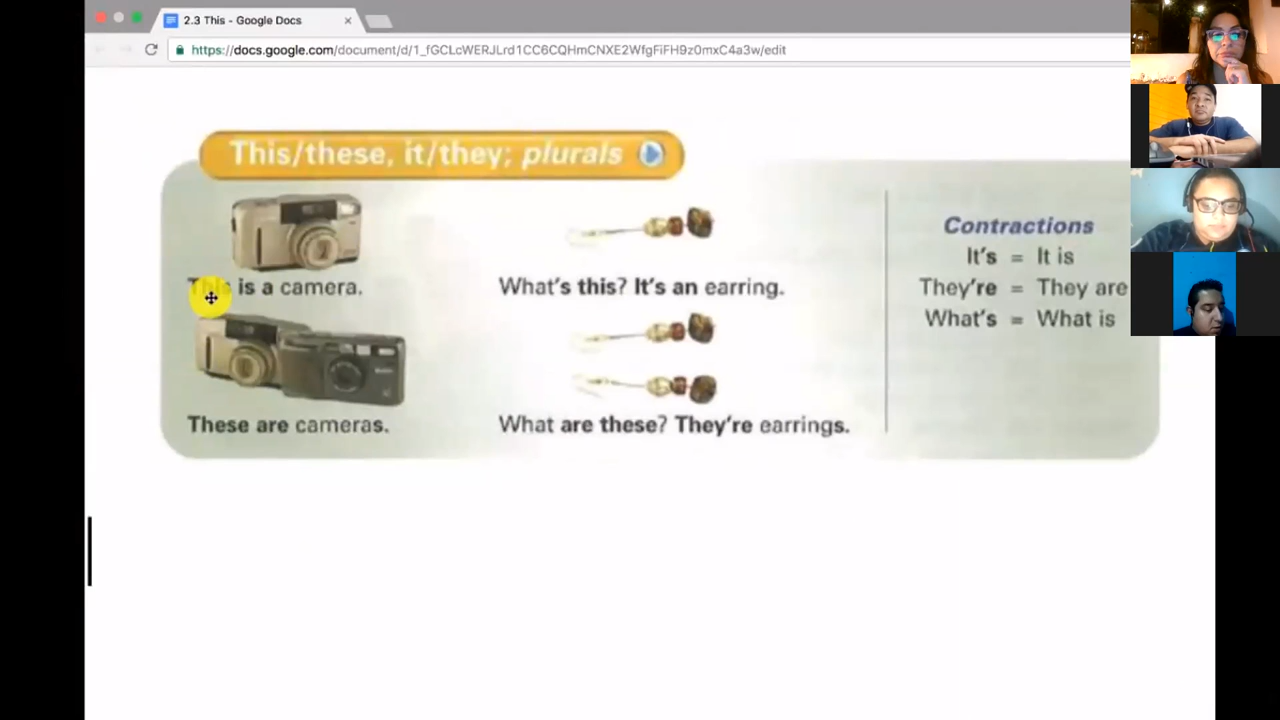 2.3 This - Google Docs
https://docs.google.com/document/d/1_fGCLcWERJLrd1CC6CQHmCNXE2WfgFiFH9z0mxC4a3w/edit
This/these, it/they; plurals
This is a camera.
These are cameras.
What's this? It's an earring.
What are these? They're earrings.
Contractions
It's = It is
They're = They are
What's = What is